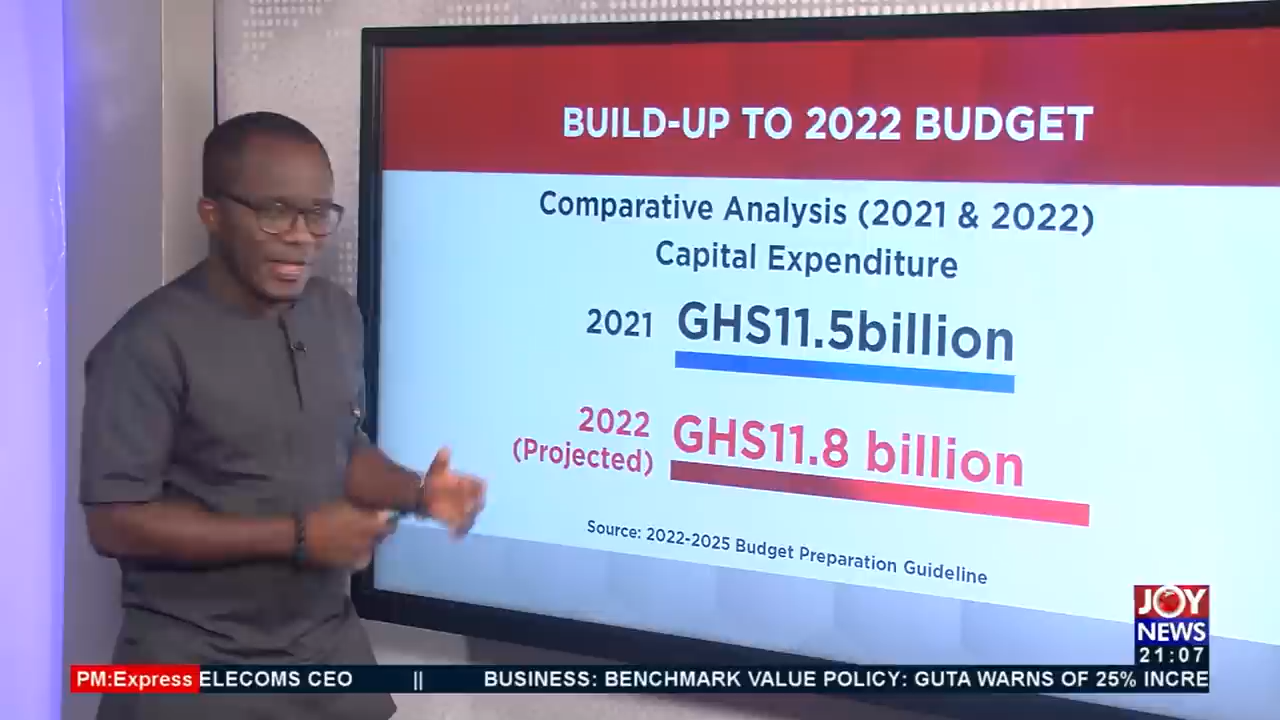 BUILD-UP TO 2022 BUDGET
Comparative Analysis (2021 & 2022)
Capital Expenditure
2021 GHS11.5billion
2022
(Projected) GHS11.8 billion
Source: 2022-2025 Budget Preparation Guideline
JOY
NEWS
21:07
PM:Express ELECOMS CEO || BUSINESS: BENCHMARK VALUE POLICY: GUTA WARNS OF 25% INCRE